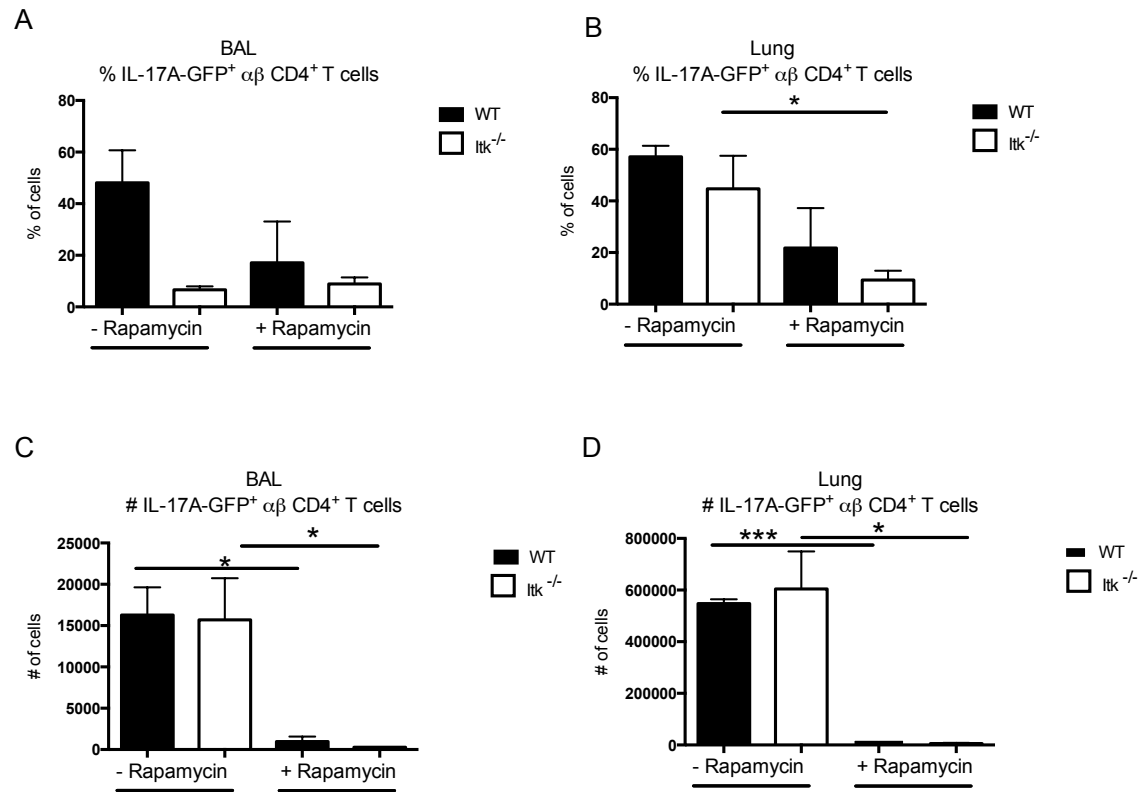 A
BAL
% IL-17A-GFP⁺ αβ CD4⁺ T cells
80
60
40
20
0
% of cells
- Rapamycin
+ Rapamycin
WT
Itk⁻/⁻
B
Lung
% IL-17A-GFP⁺ αβ CD4⁺ T cells
80
60
40
20
0
% of cells
*
- Rapamycin
+ Rapamycin
WT
Itk⁻/⁻
C
BAL
# IL-17A-GFP⁺ αβ CD4⁺ T cells
25000
20000
15000
10000
5000
0
# of cells
*
*
- Rapamycin
+ Rapamycin
WT
Itk ⁻/⁻
D
Lung
# IL-17A-GFP⁺ αβ CD4⁺ T cells
800000
600000
400000
200000
0
# of cells
***
*
- Rapamycin
+ Rapamycin
WT
Itk ⁻/⁻